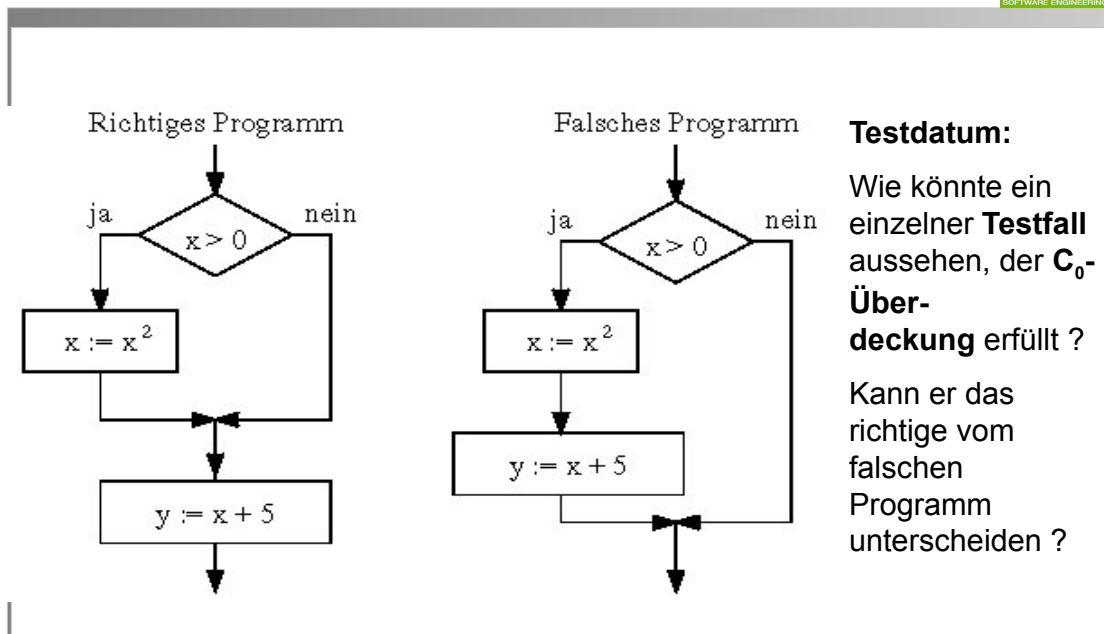 SOFTWARE ENGINEERING
Richtiges Programm
ja
nein
x > 0
x := x²
y := x + 5
Falsches Programm
ja
nein
x > 0
x := x²
y := x + 5
Testdatum:
Wie könnte ein
einzelner Testfall
aussehen, der C₀-
Über-
deckung erfüllt ?
Kann er das
richtige vom
falschen
Programm
unterscheiden ?